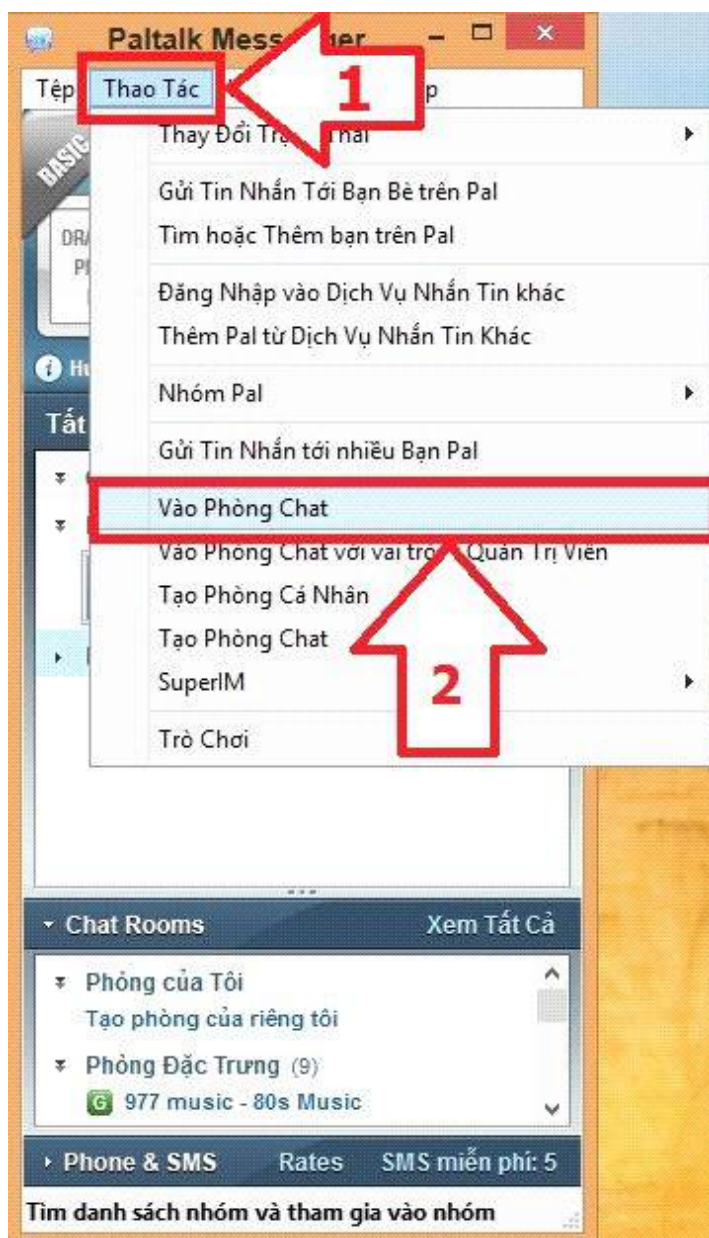 Paltalk Messenger
Tệp Thao Tác
1
BASIC
Thay Đổi Trạng Thái
Gửi Tin Nhắn Tới Bạn Bè trên Pal
Tìm hoặc Thêm bạn trên Pal
Đăng Nhập vào Dịch Vụ Nhắn Tin khác
Thêm Pal từ Dịch Vụ Nhắn Tin Khác
Nhóm Pal
Tất
Gửi Tin Nhắn tới nhiều Bạn Pal
Vào Phòng Chat
Vào Phòng Chat với vai trò Quản Trị Viên
Tạo Phòng Cá Nhân
Tạo Phòng Chat
SuperIM
2
Trò Chơi
Chat Rooms Xem Tất Cả
Phòng của Tôi
Tạo phòng của riêng tôi
Phòng Đặc Trưng (9)
G 977 music - 80s Music
Phone & SMS Rates SMS miễn phí: 5
Tìm danh sách nhóm và tham gia vào nhóm